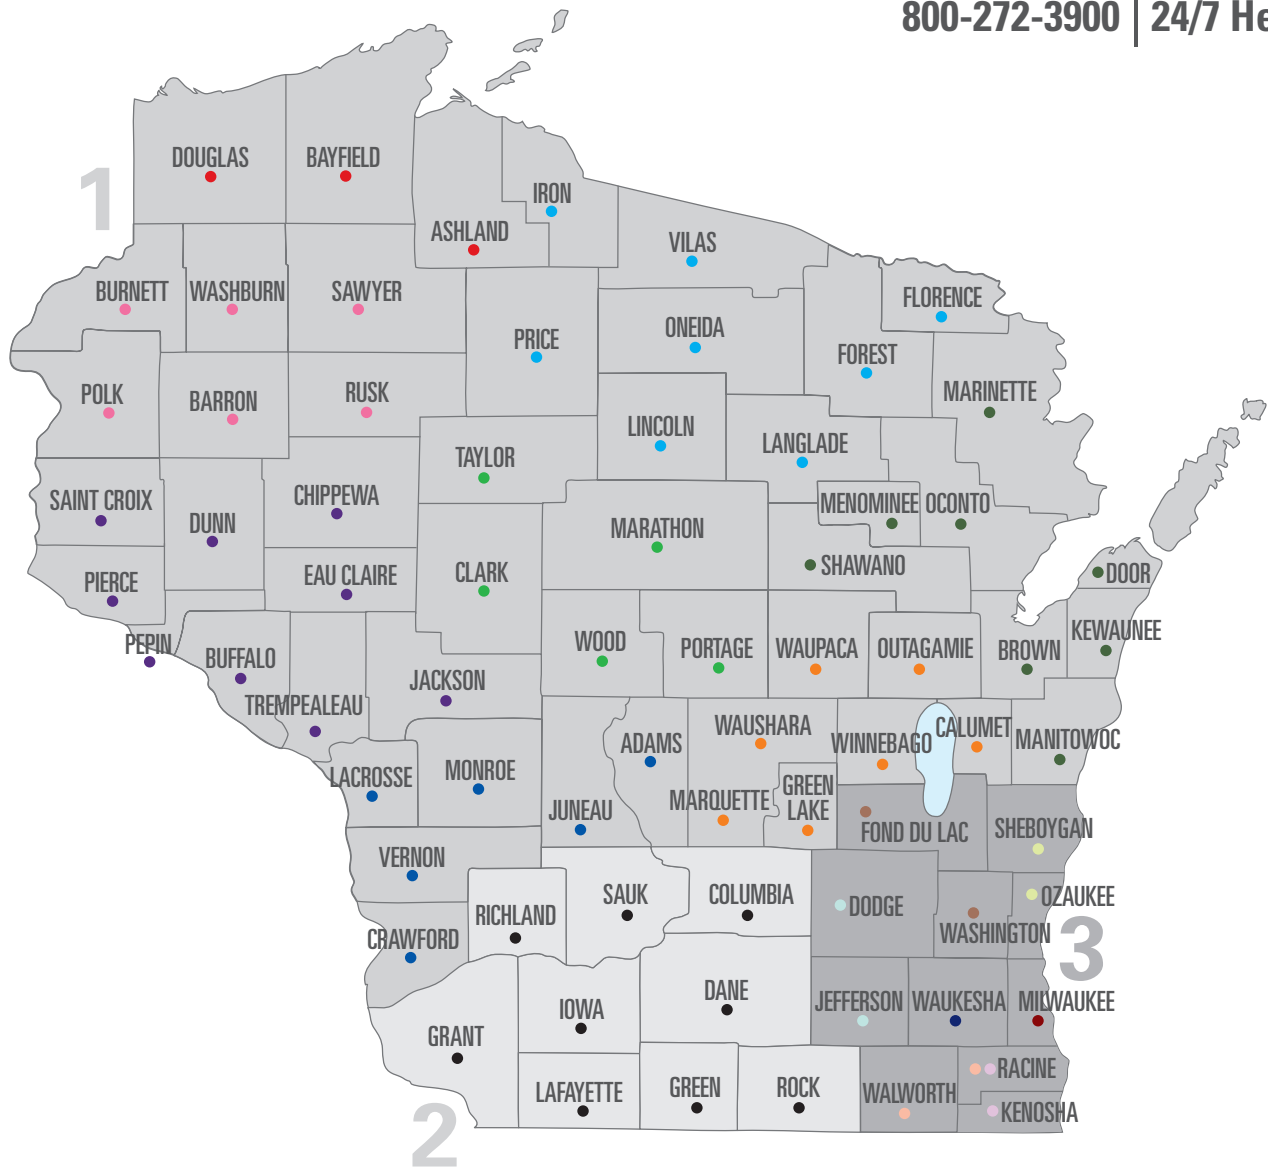 800-272-3900 | 24/7 He
1
DOUGLAS
BAYFIELD
IRON
ASHLAND
VILAS
BURNETT
WASHBURN
SAWYER
FLORENCE
PRICE
ONEIDA
FOREST
MARINETTE
POLK
BARRON
RUSK
LINCOLN
LANGLADE
TAYLOR
SAINT CROIX
CHIPPEWA
MENOMINEE
OCONTO
DUNN
MARATHON
SHAWANO
PIERCE
EAU CLAIRE
CLARK
DOOR
PEPIN
BUFFALO
WOOD
PORTAGE
WAUPACA
OUTAGAMIE
BROWN
KEWAUNEE
TREMPEALEAU
JACKSON
WAUSHARA
WINNEBAGO
CALUMET
MANITOWOC
ADAMS
LACROSSE
MONROE
MARQUETTE
GREEN
LAKE
JUNEAU
FOND DU LAC
SHEBOYGAN
VERNON
SAUK
COLUMBIA
DODGE
OZAUKEE
RICHLAND
WASHINGTON
3
CRAWFORD
DANE
JEFFERSON
WAUKESHA
MILWAUKEE
IOWA
GRANT
RACINE
LAFAYETTE
GREEN
ROCK
WALWORTH
KENOSHA
2